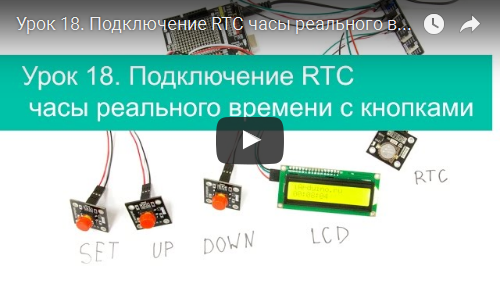 Урок 18. Подключение RTC часы реального в...
Урок 18. Подключение RTC
часы реального времени с кнопками
RTC
SET UP DOWN LCD